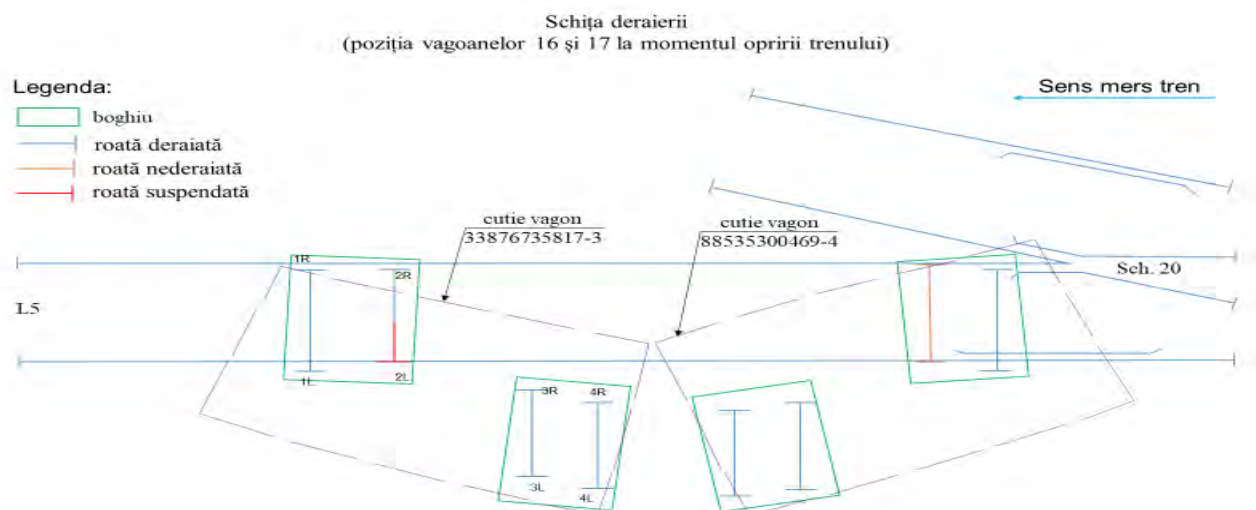 Schița deraierii
(poziția vagoanelor 16 și 17 la momentul opririi trenului)
Legenda:
boghiu
roată deraiată
roată nederaiată
roată suspendată
Sens mers tren
cutie vagon
33876735817-3
cutie vagon
88535300469-4
Sch. 20
L5
1R
2R
1L
2L
3R
4R
3L
4L